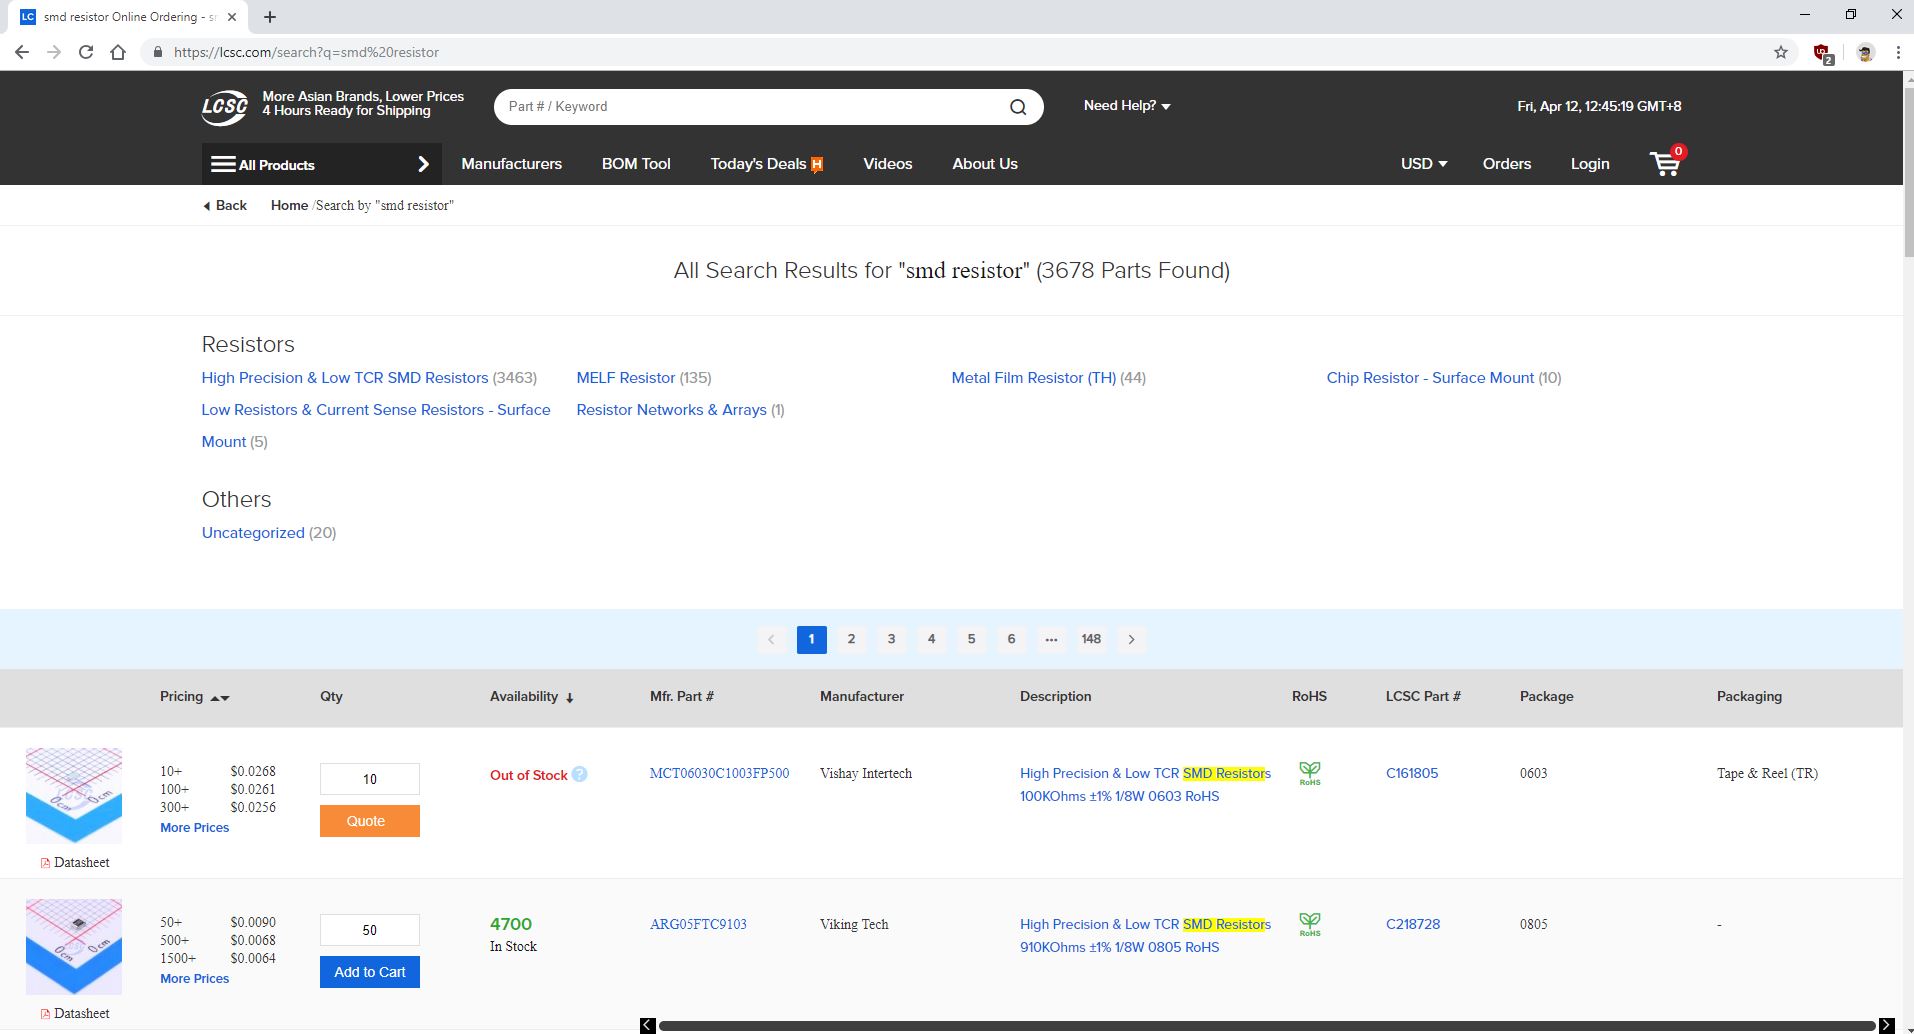 LC smd resistor Online Ordering - s
https://lcsc.com/search?q=smd%20resistor
2
LCSC
More Asian Brands, Lower Prices
4 Hours Ready for Shipping
Part # / Keyword
Need Help?
Fri, Apr 12, 12:45:19 GMT+8
All Products
Manufacturers
BOM Tool
Today's Deals H
Videos
About Us
USD
Orders
Login
0
Back
Home /Search by "smd resistor"
All Search Results for "smd resistor" (3678 Parts Found)
Resistors
High Precision & Low TCR SMD Resistors (3463)
MELF Resistor (135)
Metal Film Resistor (TH) (44)
Chip Resistor - Surface Mount (10)
Low Resistors & Current Sense Resistors - Surface
Mount (5)
Resistor Networks & Arrays (1)
Others
Uncategorized (20)
< 1 2 3 4 5 6 ••• 148 >
Pricing
Qty
Availability
Mfr. Part #
Manufacturer
Description
RoHS
LCSC Part #
Package
Packaging
0 cm
0 cm
Datasheet
10+ $0.0268
100+ $0.0261
300+ $0.0256
More Prices
10
Quote
Out of Stock ?
MCT06030C1003FP500
Vishay Intertech
High Precision & Low TCR SMD Resistors
100KOhms ±1% 1/8W 0603 RoHS
RoHS
C161805
0603
Tape & Reel (TR)
0 cm
0 cm
Datasheet
50+ $0.0090
500+ $0.0068
1500+ $0.0064
More Prices
50
Add to Cart
4700
In Stock
ARG05FTC9103
Viking Tech
High Precision & Low TCR SMD Resistors
910KOhms ±1% 1/8W 0805 RoHS
RoHS
C218728
0805
-